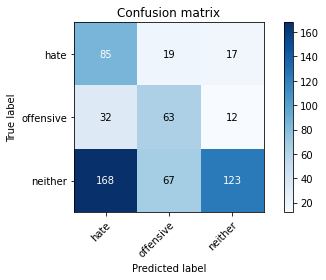 Confusion matrix
hate 85 19 17
offensive 32 63 12
neither 168 67 123
hate offensive neither
True label
Predicted label
160
140
120
100
80
60
40
20